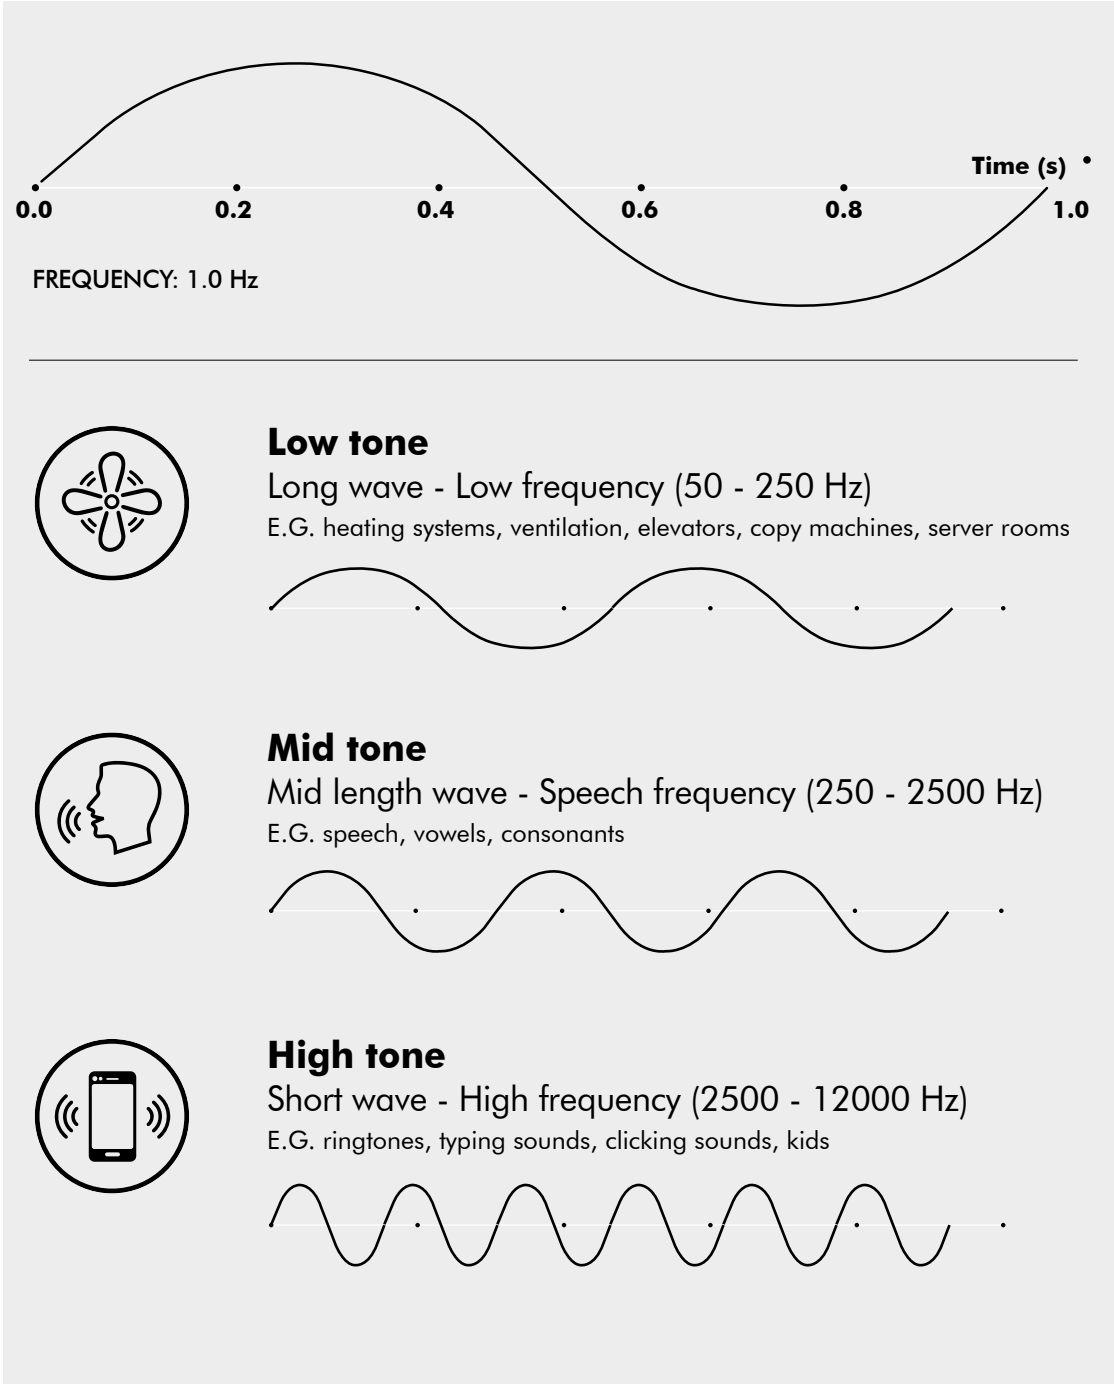 Time (s)
0.0 0.2 0.4 0.6 0.8 1.0
FREQUENCY: 1.0 Hz
Low tone
Long wave - Low frequency (50 - 250 Hz)
E.G. heating systems, ventilation, elevators, copy machines, server rooms
Mid tone
Mid length wave - Speech frequency (250 - 2500 Hz)
E.G. speech, vowels, consonants
High tone
Short wave - High frequency (2500 - 12000 Hz)
E.G. ringtones, typing sounds, clicking sounds, kids